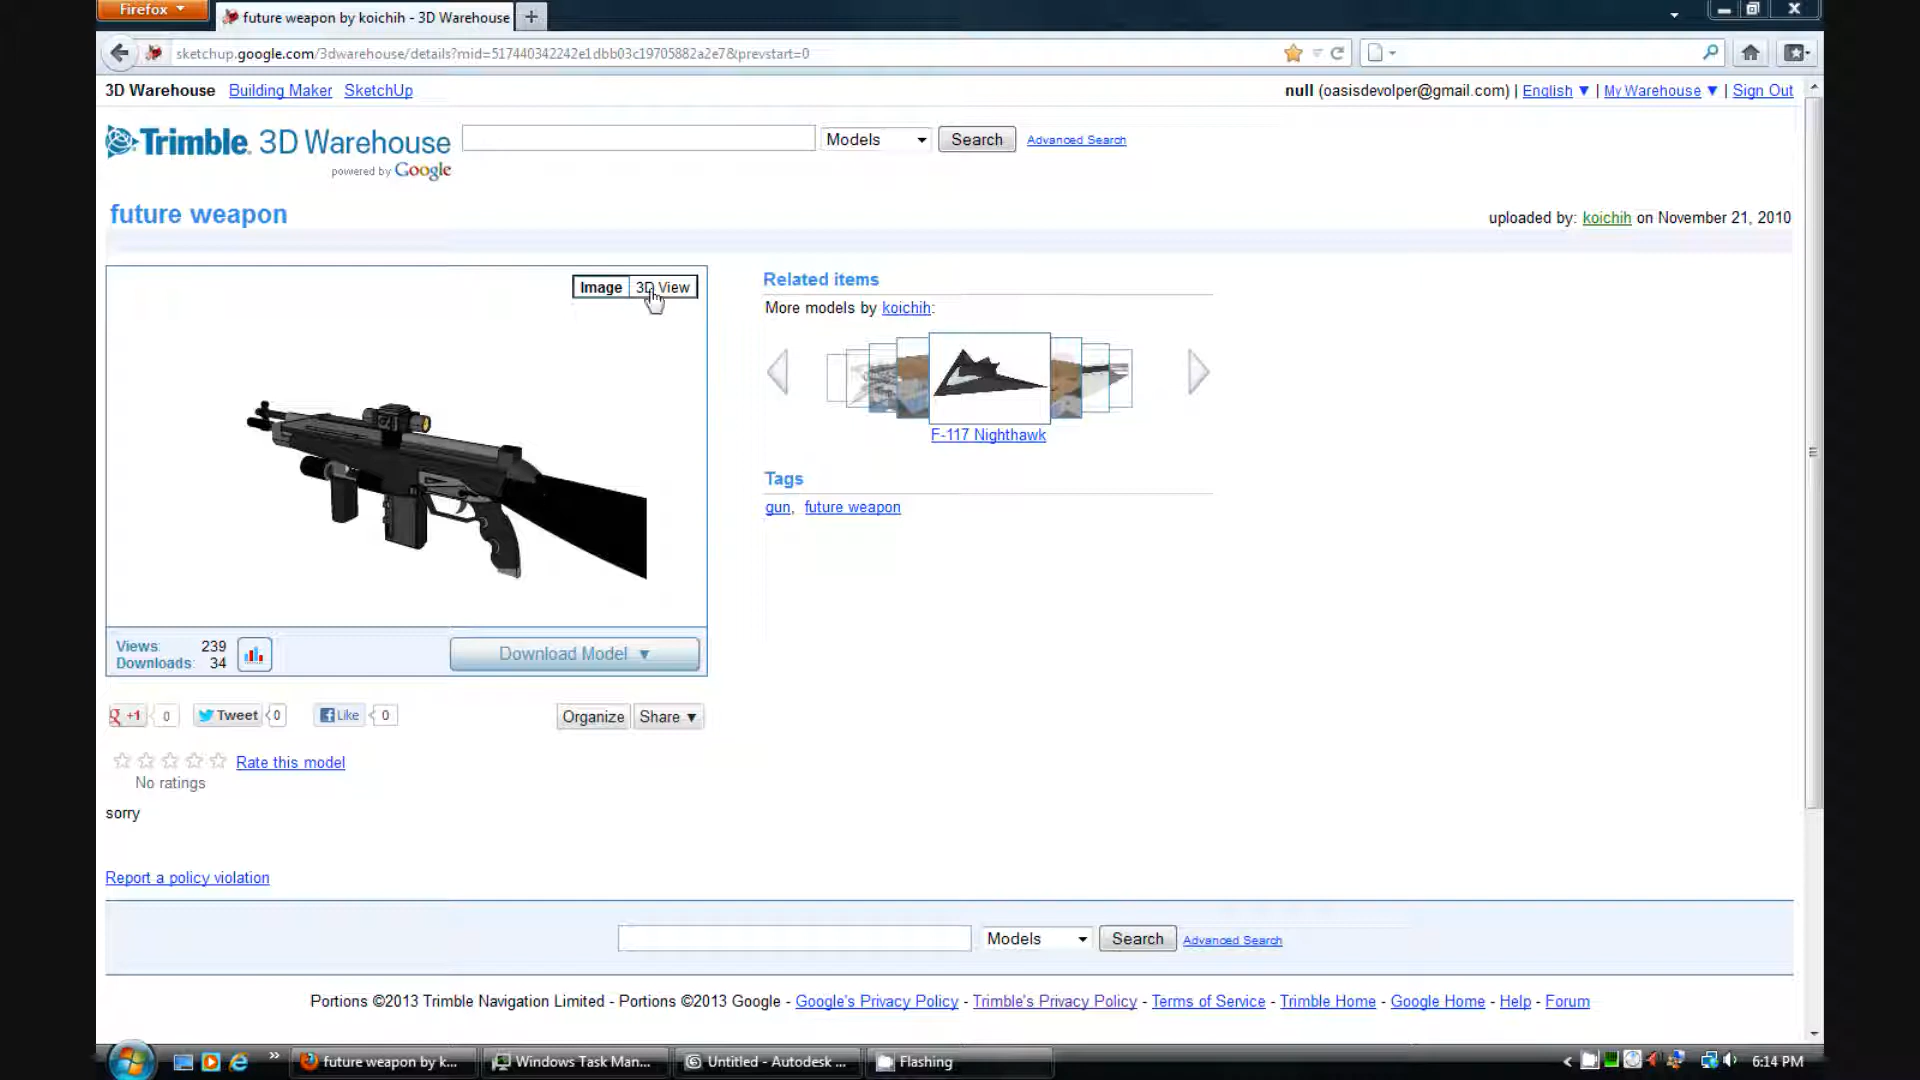 Firefox
future weapon by koichih - 3D Warehouse
sketchup.google.com/3dwarehouse/details?mid=517440342242e1dbb03c19705882a2e7&prevstart=0
3D Warehouse Building Maker SketchUp
null (oasisdevolper@gmail.com) | English ▼ | My Warehouse ▼ | Sign Out
Trimble. 3D Warehouse
powered by Google
Models
Search
Advanced Search
future weapon
uploaded by: koichih on November 21, 2010
Image 3D View
Related items
More models by koichih:
F-117 Nighthawk
Tags
gun, future weapon
Views: 239
Downloads: 34
Download Model ▼
+1 0
Tweet 0
Like 0
Organize
Share ▼
Rate this model
No ratings
sorry
Report a policy violation
Models
Search
Advanced Search
Portions ©2013 Trimble Navigation Limited - Portions ©2013 Google - Google's Privacy Policy - Trimble's Privacy Policy - Terms of Service - Trimble Home - Google Home - Help - Forum
future weapon by k...
Windows Task Man...
Untitled - Autodesk ...
Flashing
6:14 PM